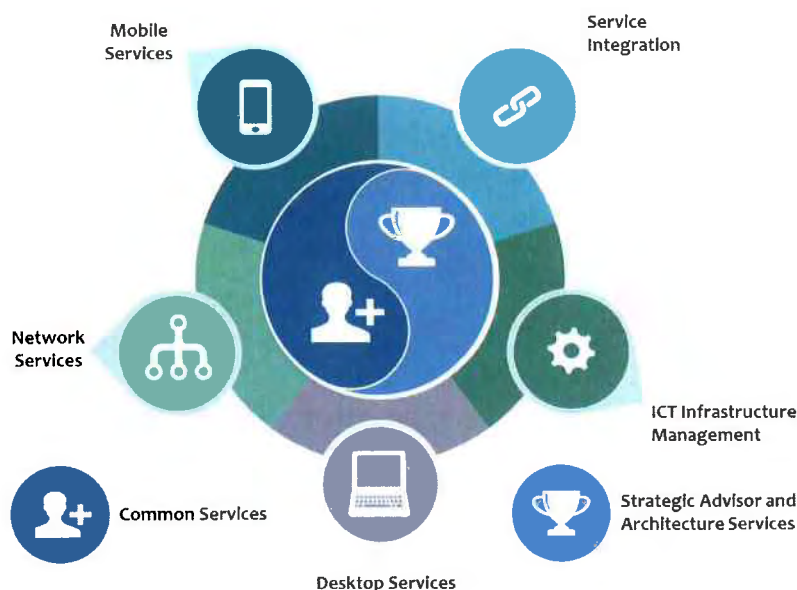 Mobile
Services
Service
Integration
Network
Services
ICT Infrastructure
Management
Common Services
Strategic Advisor and
Architecture Services
Desktop Services